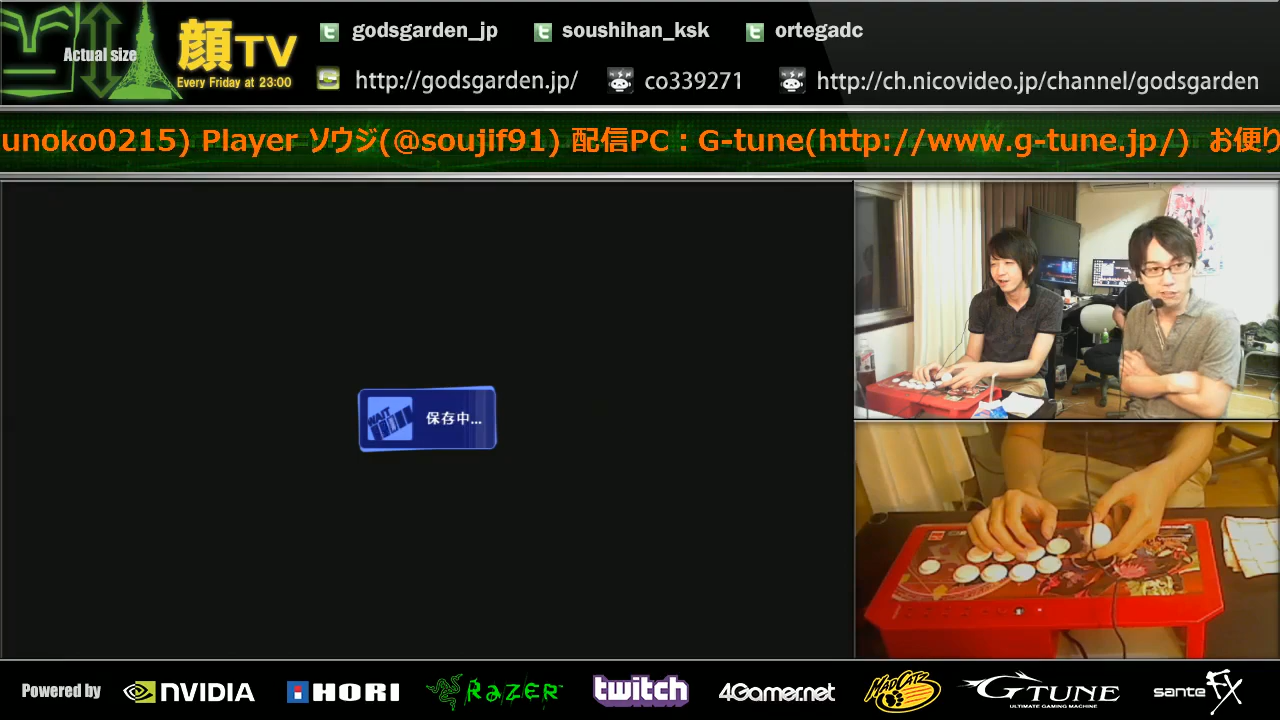 Actual size
顔TV
Every Friday at 23:00
godsgarden_jp
soushihan_ksk
ortegadc
http://godsgarden.jp/
co339271
http://ch.nicovideo.jp/channel/godsgarden
unoko0215) Player ソウジ(@soujif91) 配信PC：G-tune(http://www.g-tune.jp/) お便り
WAIT
保存中...
Powered by
NVIDIA
HORI
RAZER
twitch
4Gamer.net
MAD CATZ
G TUNE
ULTIMATE GAMING MACHINE
santeFX